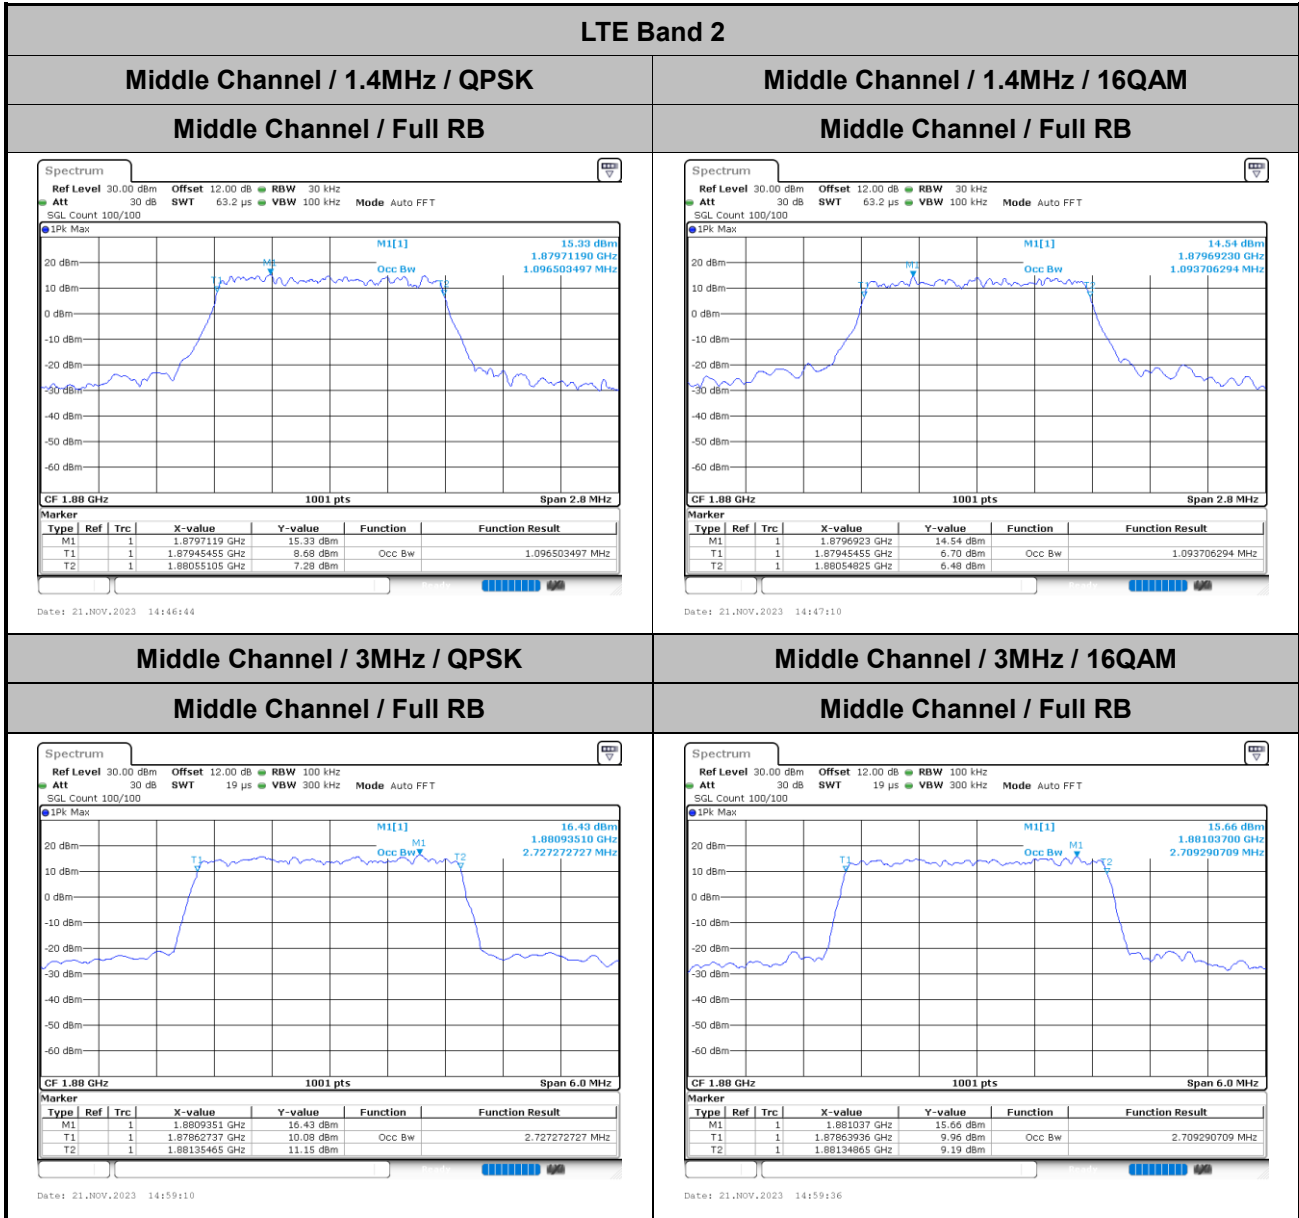 LTE Band 2
Middle Channel / 1.4MHz / QPSK
Middle Channel / 1.4MHz / 16QAM
Middle Channel / Full RB
Middle Channel / Full RB
Spectrum
Ref Level 30.00 dBm Offset 12.00 dB RBW 30 kHz
Att 30 dB SWT 63.2 µs VBW 100 kHz Mode Auto FFT
SGL Count 100/100
1Pk Max
M1[1] 15.33 dBm
1.87971190 GHz
Occ Bw 1.096503497 MHz
M1
T1
T2
20 dBm
10 dBm
0 dBm
-10 dBm
-20 dBm
-30 dBm
-40 dBm
-50 dBm
-60 dBm
CF 1.88 GHz 1001 pts Span 2.8 MHz
Marker
Type Ref Trc X-value Y-value Function Function Result
M1 1 1.8797119 GHz 15.33 dBm
T1 1 1.87945455 GHz 8.68 dBm Occ Bw 1.096503497 MHz
T2 1 1.88055105 GHz 7.28 dBm
Date: 21.NOV.2023 14:46:44
Spectrum
Ref Level 30.00 dBm Offset 12.00 dB RBW 30 kHz
Att 30 dB SWT 63.2 µs VBW 100 kHz Mode Auto FFT
SGL Count 100/100
1Pk Max
M1[1] 14.54 dBm
1.87969230 GHz
Occ Bw 1.093706294 MHz
M1
T1
T2
20 dBm
10 dBm
0 dBm
-10 dBm
-20 dBm
-30 dBm
-40 dBm
-50 dBm
-60 dBm
CF 1.88 GHz 1001 pts Span 2.8 MHz
Marker
Type Ref Trc X-value Y-value Function Function Result
M1 1 1.8796923 GHz 14.54 dBm
T1 1 1.87945455 GHz 6.70 dBm Occ Bw 1.093706294 MHz
T2 1 1.88054825 GHz 6.48 dBm
Date: 21.NOV.2023 14:47:10
Middle Channel / 3MHz / QPSK
Middle Channel / 3MHz / 16QAM
Middle Channel / Full RB
Middle Channel / Full RB
Spectrum
Ref Level 30.00 dBm Offset 12.00 dB RBW 100 kHz
Att 30 dB SWT 19 µs VBW 300 kHz Mode Auto FFT
SGL Count 100/100
1Pk Max
M1[1] 16.43 dBm
1.88093510 GHz
Occ Bw 2.727272727 MHz
M1
T1
T2
20 dBm
10 dBm
0 dBm
-10 dBm
-20 dBm
-30 dBm
-40 dBm
-50 dBm
-60 dBm
CF 1.88 GHz 1001 pts Span 6.0 MHz
Marker
Type Ref Trc X-value Y-value Function Function Result
M1 1 1.8809351 GHz 16.43 dBm
T1 1 1.87862737 GHz 10.08 dBm Occ Bw 2.727272727 MHz
T2 1 1.88135465 GHz 11.15 dBm
Date: 21.NOV.2023 14:59:10
Spectrum
Ref Level 30.00 dBm Offset 12.00 dB RBW 100 kHz
Att 30 dB SWT 19 µs VBW 300 kHz Mode Auto FFT
SGL Count 100/100
1Pk Max
M1[1] 15.66 dBm
1.88103700 GHz
Occ Bw 2.709290709 MHz
M1
T1
T2
20 dBm
10 dBm
0 dBm
-10 dBm
-20 dBm
-30 dBm
-40 dBm
-50 dBm
-60 dBm
CF 1.88 GHz 1001 pts Span 6.0 MHz
Marker
Type Ref Trc X-value Y-value Function Function Result
M1 1 1.881037 GHz 15.66 dBm
T1 1 1.87863936 GHz 9.96 dBm Occ Bw 2.709290709 MHz
T2 1 1.88134865 GHz 9.19 dBm
Date: 21.NOV.2023 14:59:36